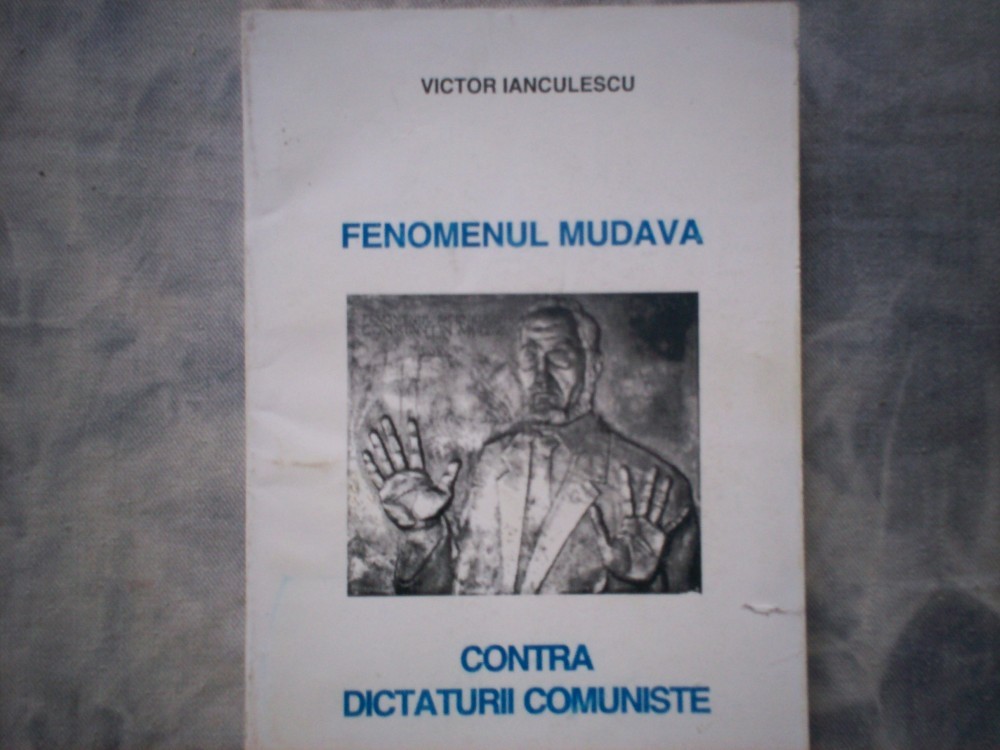 VICTOR IANCULESCU
FENOMENUL MUDAVA
CONTRA
DICTATURII COMUNISTE